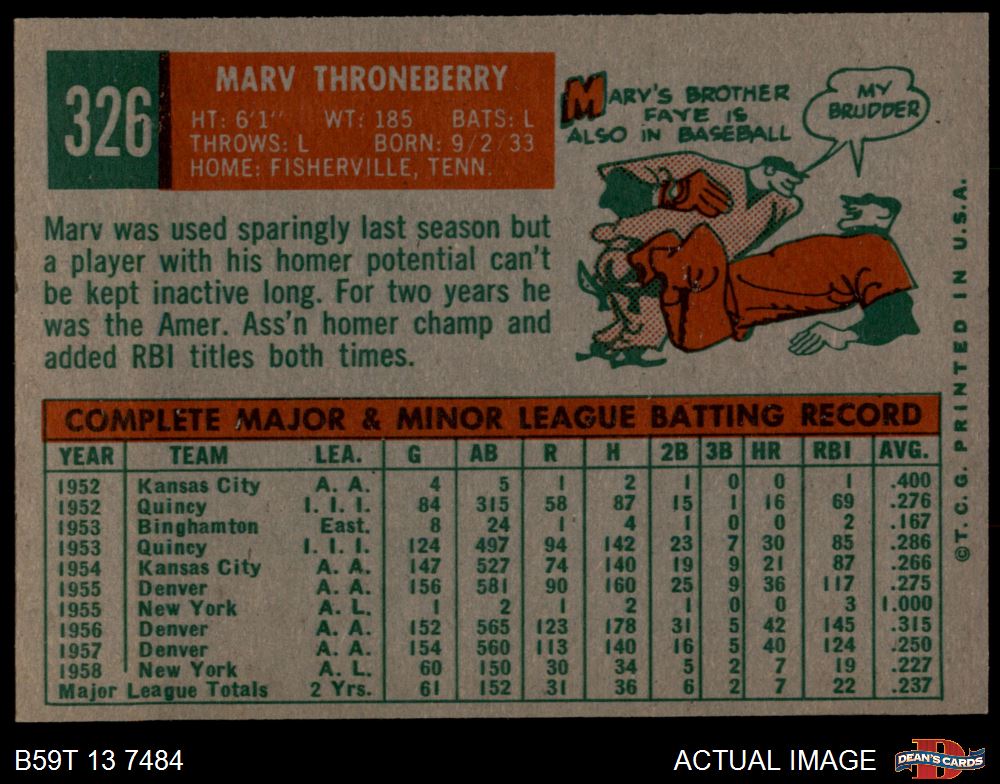 326
MARV THRONEBERRY
HT: 6'1" WT: 185 BATS: L
THROWS: L BORN: 9/2/33
HOME: FISHERVILLE, TENN.
MARV'S BROTHER
FAYE IS
ALSO IN BASEBALL
MY
BRUDDER
Marv was used sparingly last season but
a player with his homer potential can't
be kept inactive long. For two years he
was the Amer. Ass'n homer champ and
added RBI titles both times.
COMPLETE MAJOR & MINOR LEAGUE BATTING RECORD
YEAR TEAM LEA. G AB R H 2B 3B HR RBI AVG.
1952 Kansas City A. A. 4 5 1 2 1 0 0 1 .400
1952 Quincy I. I. I. 84 315 58 87 15 1 16 69 .276
1953 Binghamton East. 8 24 1 4 1 0 0 2 .167
1953 Quincy I. I. I. 124 497 94 142 23 7 30 85 .286
1954 Kansas City A. A. 147 527 74 140 19 9 21 87 .266
1955 Denver A. A. 156 581 90 160 25 9 36 117 .275
1955 New York A. L. 1 2 1 2 1 0 0 3 1.000
1956 Denver A. A. 152 565 123 178 31 5 42 145 .315
1957 Denver A. A. 154 560 113 140 16 5 40 124 .250
1958 New York A. L. 60 150 30 34 5 2 7 19 .227
Major League Totals 2 Yrs. 61 152 31 36 6 2 7 22 .237
©T. C. G. PRINTED IN U.S.A.
B59T 13 7484
ACTUAL IMAGE
D
DEAN'S CARDS